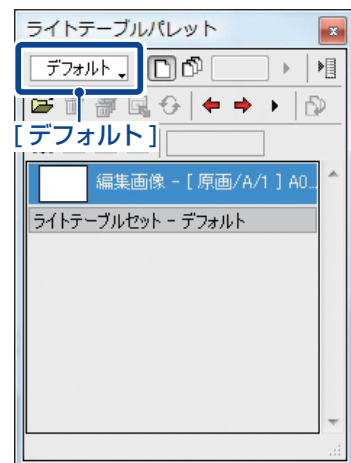 ライトテーブルパレット
デフォルト
[デフォルト]
編集画像 - [ 原画/A/1 ] A0...
ライトテーブルセット - デフォルト